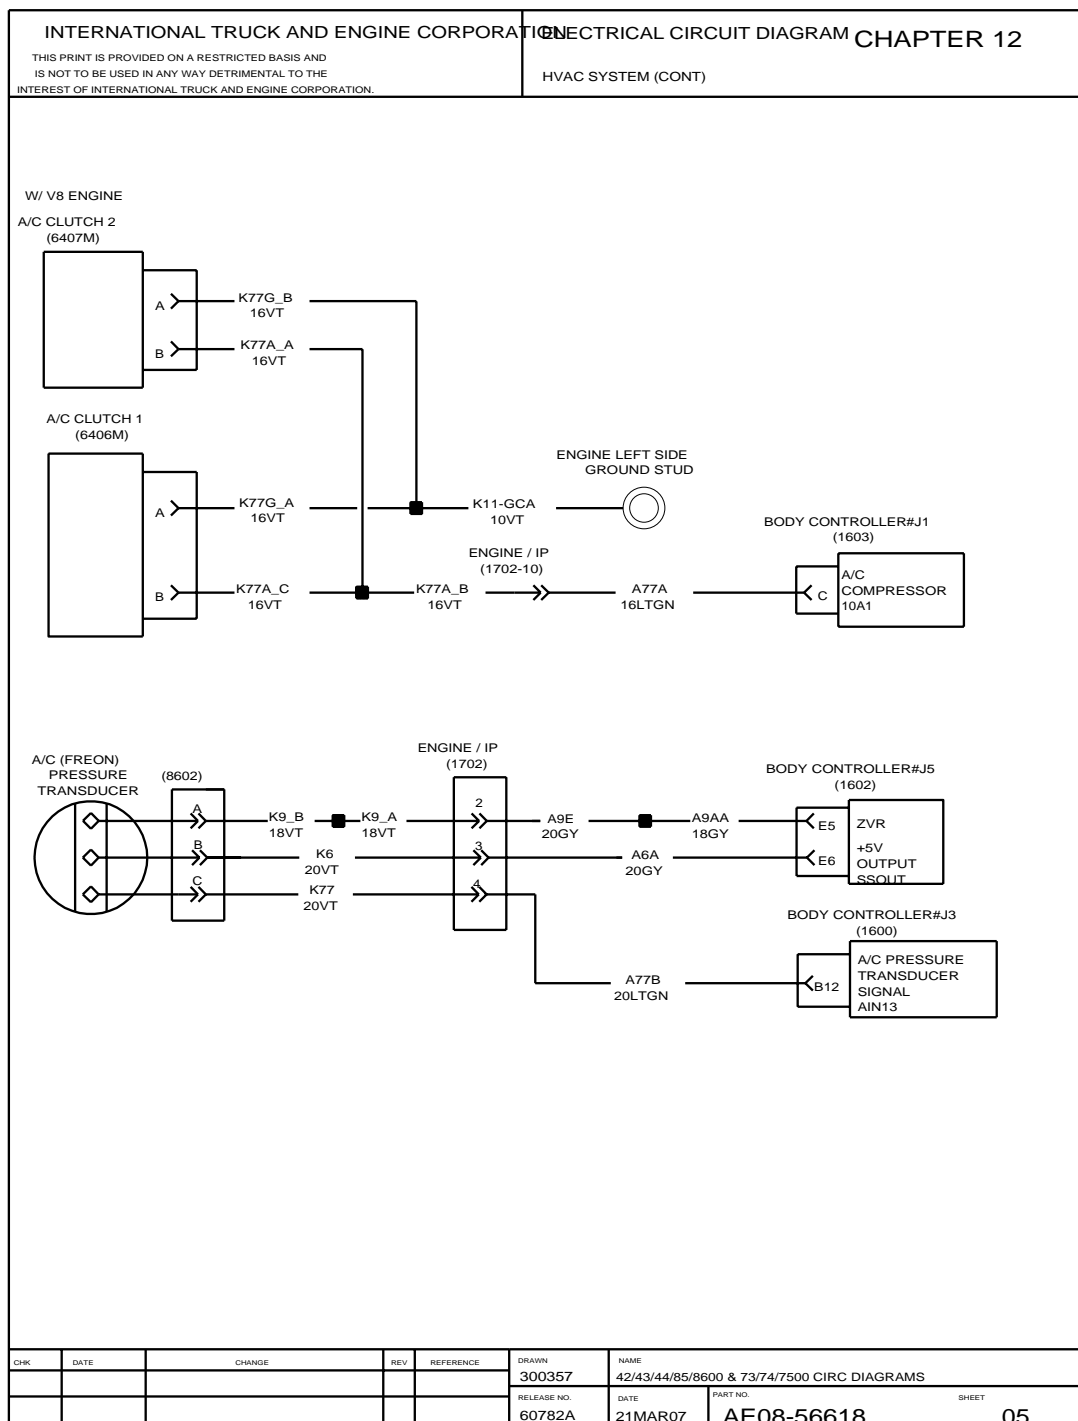 INTERNATIONAL TRUCK AND ENGINE CORPORATION
THIS PRINT IS PROVIDED ON A RESTRICTED BASIS AND
IS NOT TO BE USED IN ANY WAY DETRIMENTAL TO THE
INTEREST OF INTERNATIONAL TRUCK AND ENGINE CORPORATION.
ELECTRICAL CIRCUIT DIAGRAM
CHAPTER 12
HVAC SYSTEM (CONT)
W/ V8 ENGINE
A/C CLUTCH 2
(6407M)
A
K77G_B
16VT
B
K77A_A
16VT
A/C CLUTCH 1
(6406M)
A
K77G_A
16VT
K11-GCA
10VT
ENGINE LEFT SIDE
GROUND STUD
B
K77A_C
16VT
K77A_B
16VT
ENGINE / IP
(1702-10)
A77A
16LTGN
BODY CONTROLLER#J1
(1603)
C
A/C
COMPRESSOR
10A1
A/C (FREON)
PRESSURE
TRANSDUCER
(8602)
ENGINE / IP
(1702)
BODY CONTROLLER#J5
(1602)
A
K9_B
18VT
K9_A
18VT
2
A9E
20GY
A9AA
18GY
E5
ZVR
B
K6
20VT
3
A6A
20GY
E6
+5V
OUTPUT
SSOUT
C
K77
20VT
4
BODY CONTROLLER#J3
(1600)
A77B
20LTGN
B12
A/C PRESSURE
TRANSDUCER
SIGNAL
AIN13
CHK
DATE
CHANGE
REV
REFERENCE
DRAWN
300357
NAME
42/43/44/85/8600 & 73/74/7500 CIRC DIAGRAMS
RELEASE NO.
60782A
DATE
21MAR07
PART NO.
AE08-56618
SHEET
05